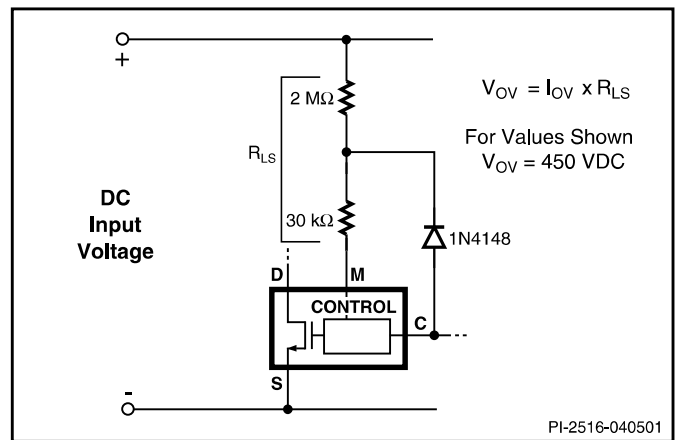 +
2 MΩ
V_OV = I_OV x R_LS
For Values Shown
V_OV = 450 VDC
R_LS
DC
Input
Voltage
30 kΩ
1N4148
D
M
CONTROL
C
S
-
PI-2516-040501